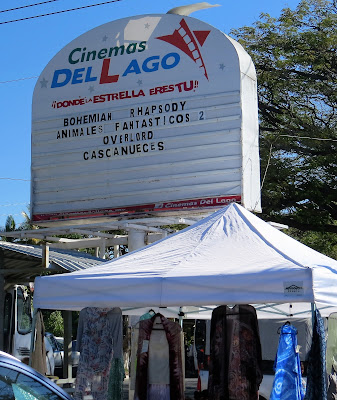 Cinemas
DEL LAGO
¡¡DONDE LA ESTRELLA ERES TU!!
BOHEMIAN RHAPSODY
ANIMALES FANTASTICOS 2
OVERLORD
CASCANUECES
Cinemas Del Lago